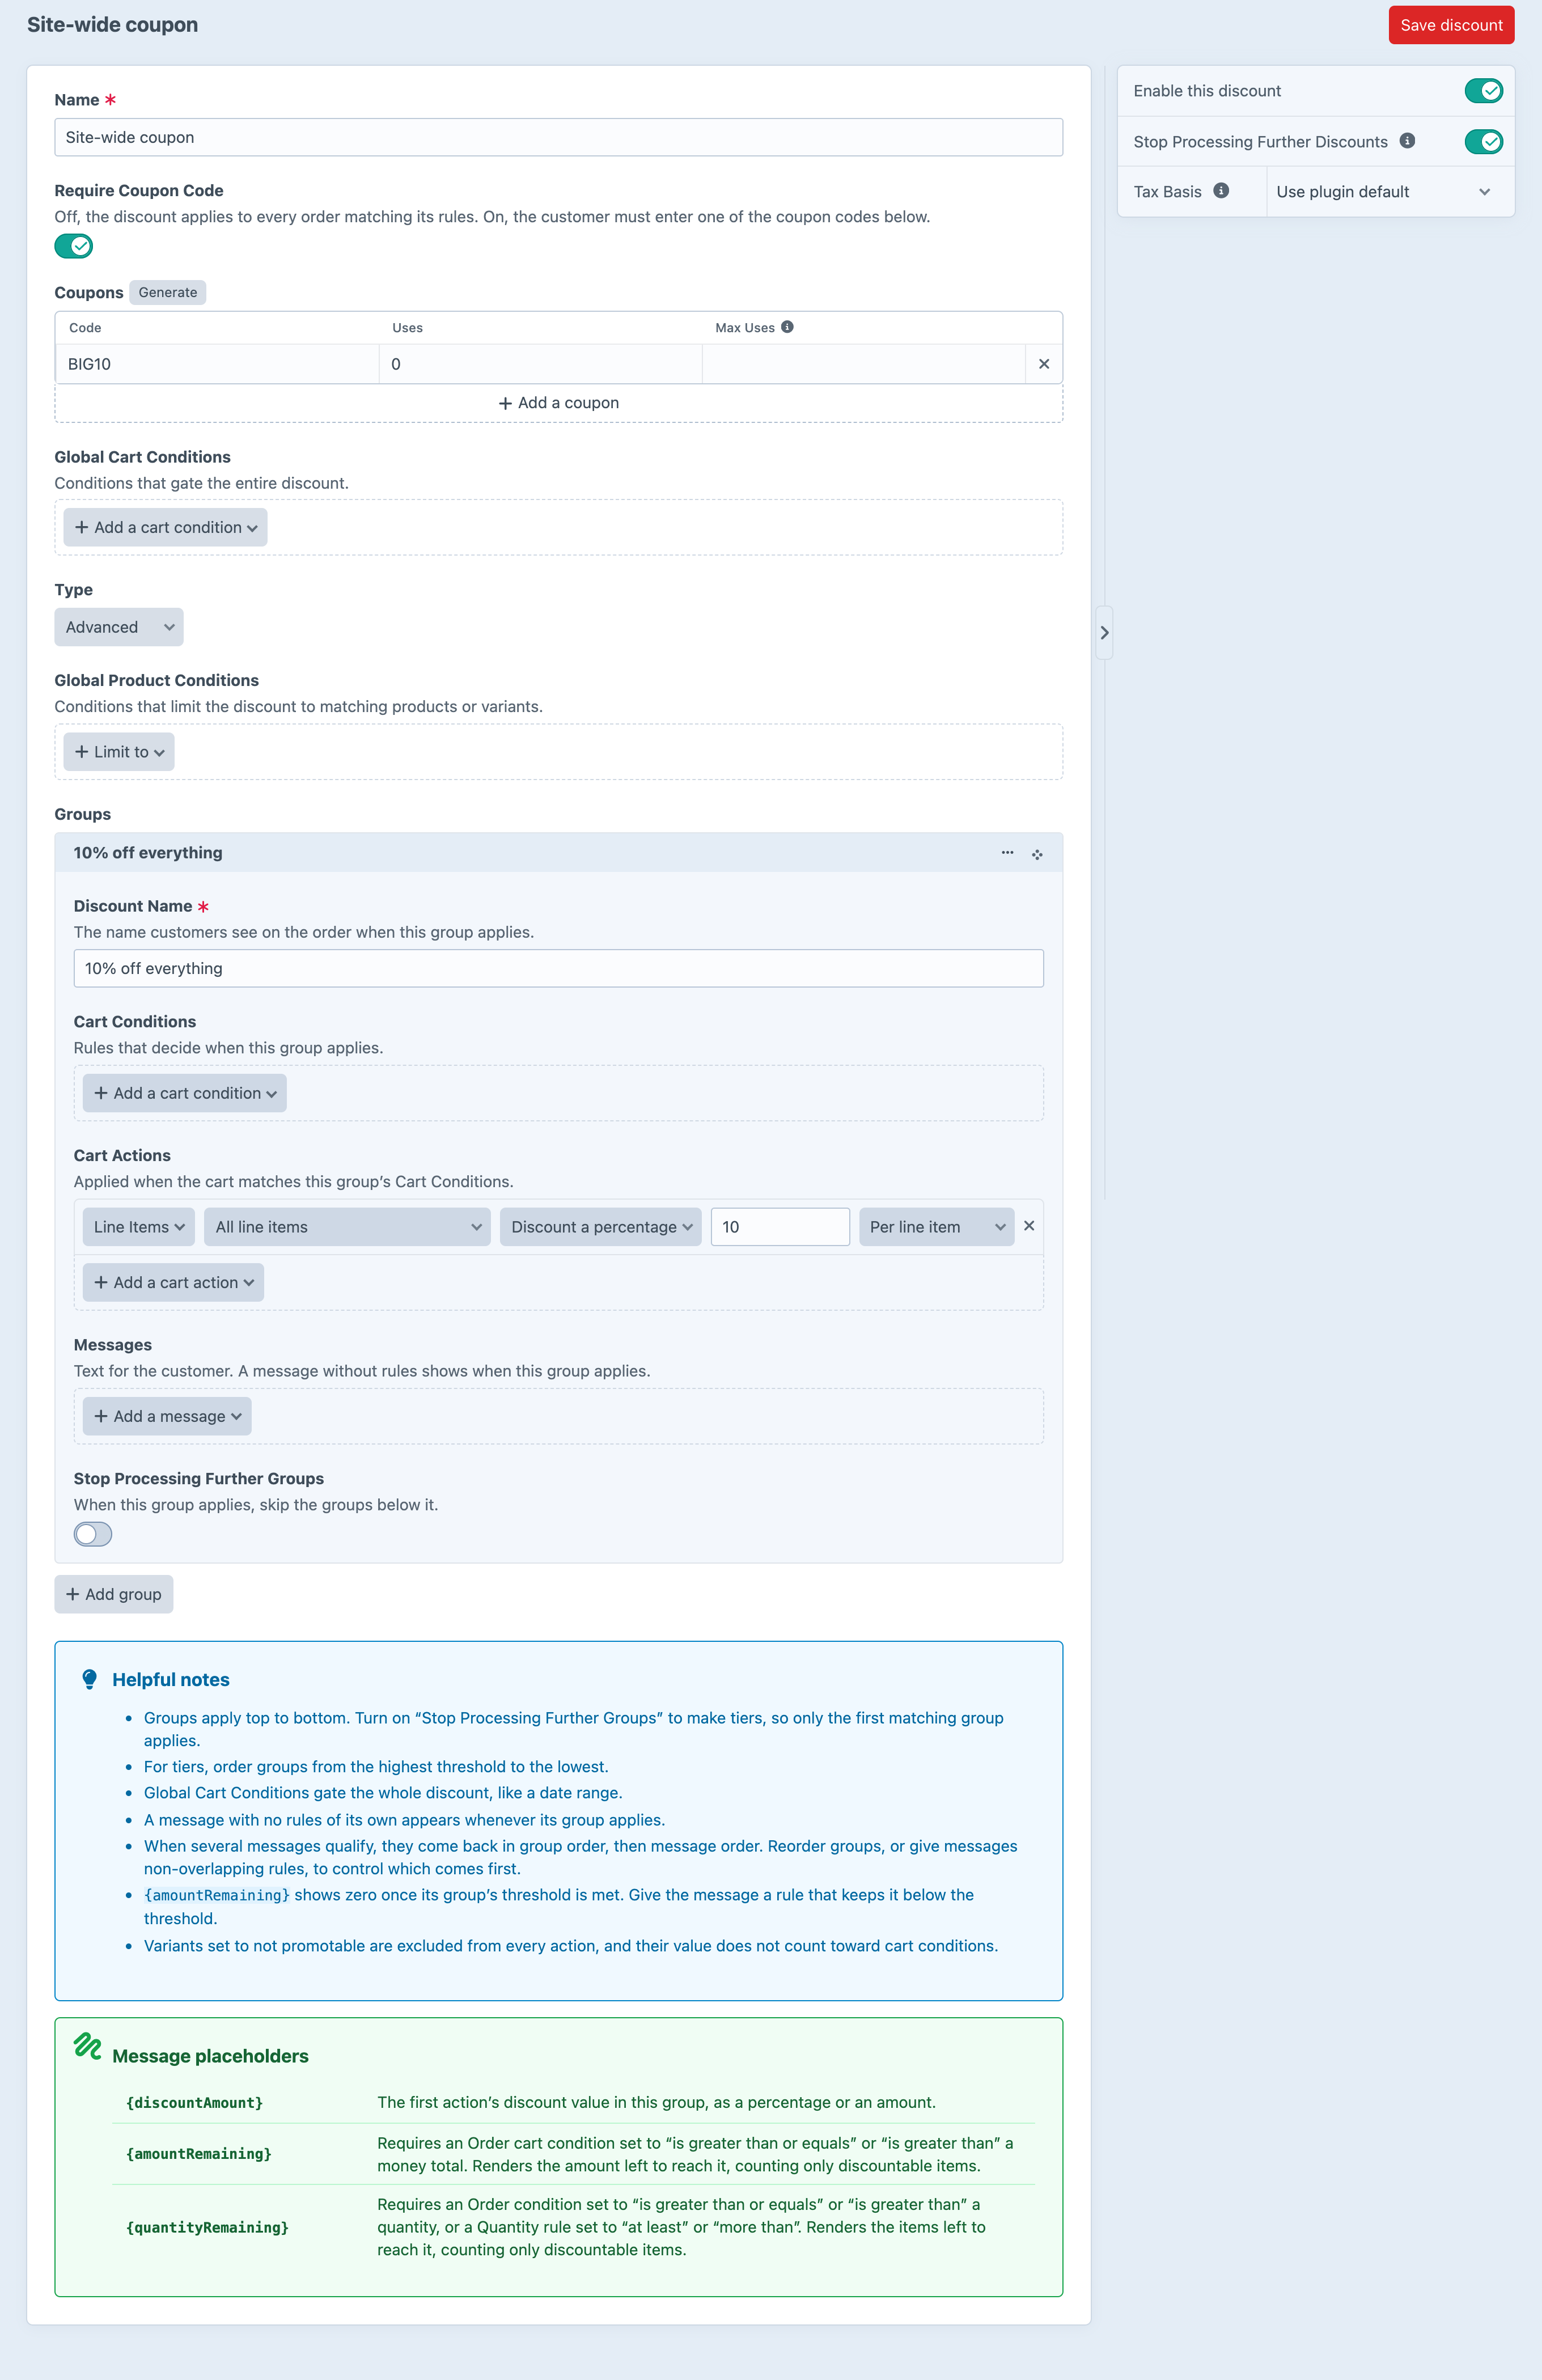 Site-wide coupon
Save discount
Name *
Site-wide coupon
Require Coupon Code
Off, the discount applies to every order matching its rules. On, the customer must enter one of the coupon codes below.
Coupons Generate
Code Uses Max Uses
BIG10 0
+ Add a coupon
Global Cart Conditions
Conditions that gate the entire discount.
+ Add a cart condition
Type
Advanced
Global Product Conditions
Conditions that limit the discount to matching products or variants.
+ Limit to
Groups
10% off everything
Discount Name *
The name customers see on the order when this group applies.
10% off everything
Cart Conditions
Rules that decide when this group applies.
+ Add a cart condition
Cart Actions
Applied when the cart matches this group’s Cart Conditions.
Line Items All line items Discount a percentage 10 Per line item
+ Add a cart action
Messages
Text for the customer. A message without rules shows when this group applies.
+ Add a message
Stop Processing Further Groups
When this group applies, skip the groups below it.
+ Add group
Helpful notes
• Groups apply top to bottom. Turn on “Stop Processing Further Groups” to make tiers, so only the first matching group
applies.
• For tiers, order groups from the highest threshold to the lowest.
• Global Cart Conditions gate the whole discount, like a date range.
• A message with no rules of its own appears whenever its group applies.
• When several messages qualify, they come back in group order, then message order. Reorder groups, or give messages
non-overlapping rules, to control which comes first.
• {amountRemaining} shows zero once its group’s threshold is met. Give the message a rule that keeps it below the
threshold.
• Variants set to not promotable are excluded from every action, and their value does not count toward cart conditions.
Message placeholders
{discountAmount} The first action’s discount value in this group, as a percentage or an amount.
{amountRemaining} Requires an Order cart condition set to “is greater than or equals” or “is greater than” a
money total. Renders the amount left to reach it, counting only discountable items.
{quantityRemaining} Requires an Order condition set to “is greater than or equals” or “is greater than” a
quantity, or a Quantity rule set to “at least” or “more than”. Renders the items left to
reach it, counting only discountable items.
Enable this discount
Stop Processing Further Discounts
Tax Basis Use plugin default